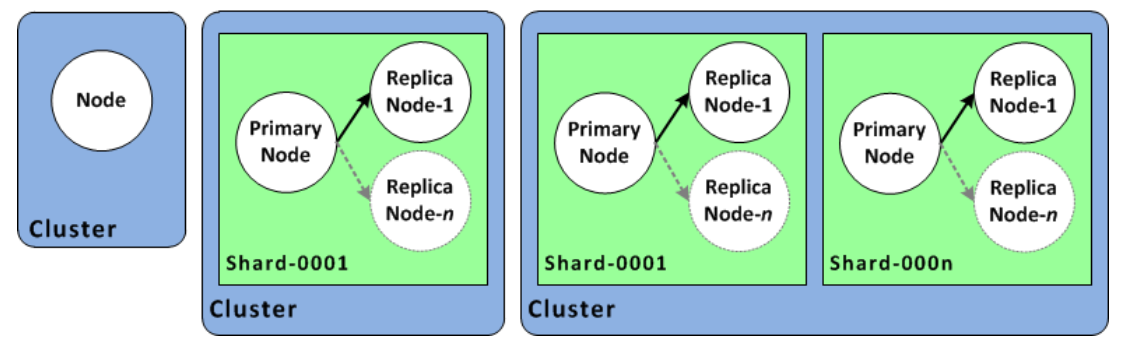 Node
Cluster
Primary
Node
Replica
Node-1
Replica
Node-n
Shard-0001
Cluster
Primary
Node
Replica
Node-1
Replica
Node-n
Shard-0001
Primary
Node
Replica
Node-1
Replica
Node-n
Shard-000n
Cluster